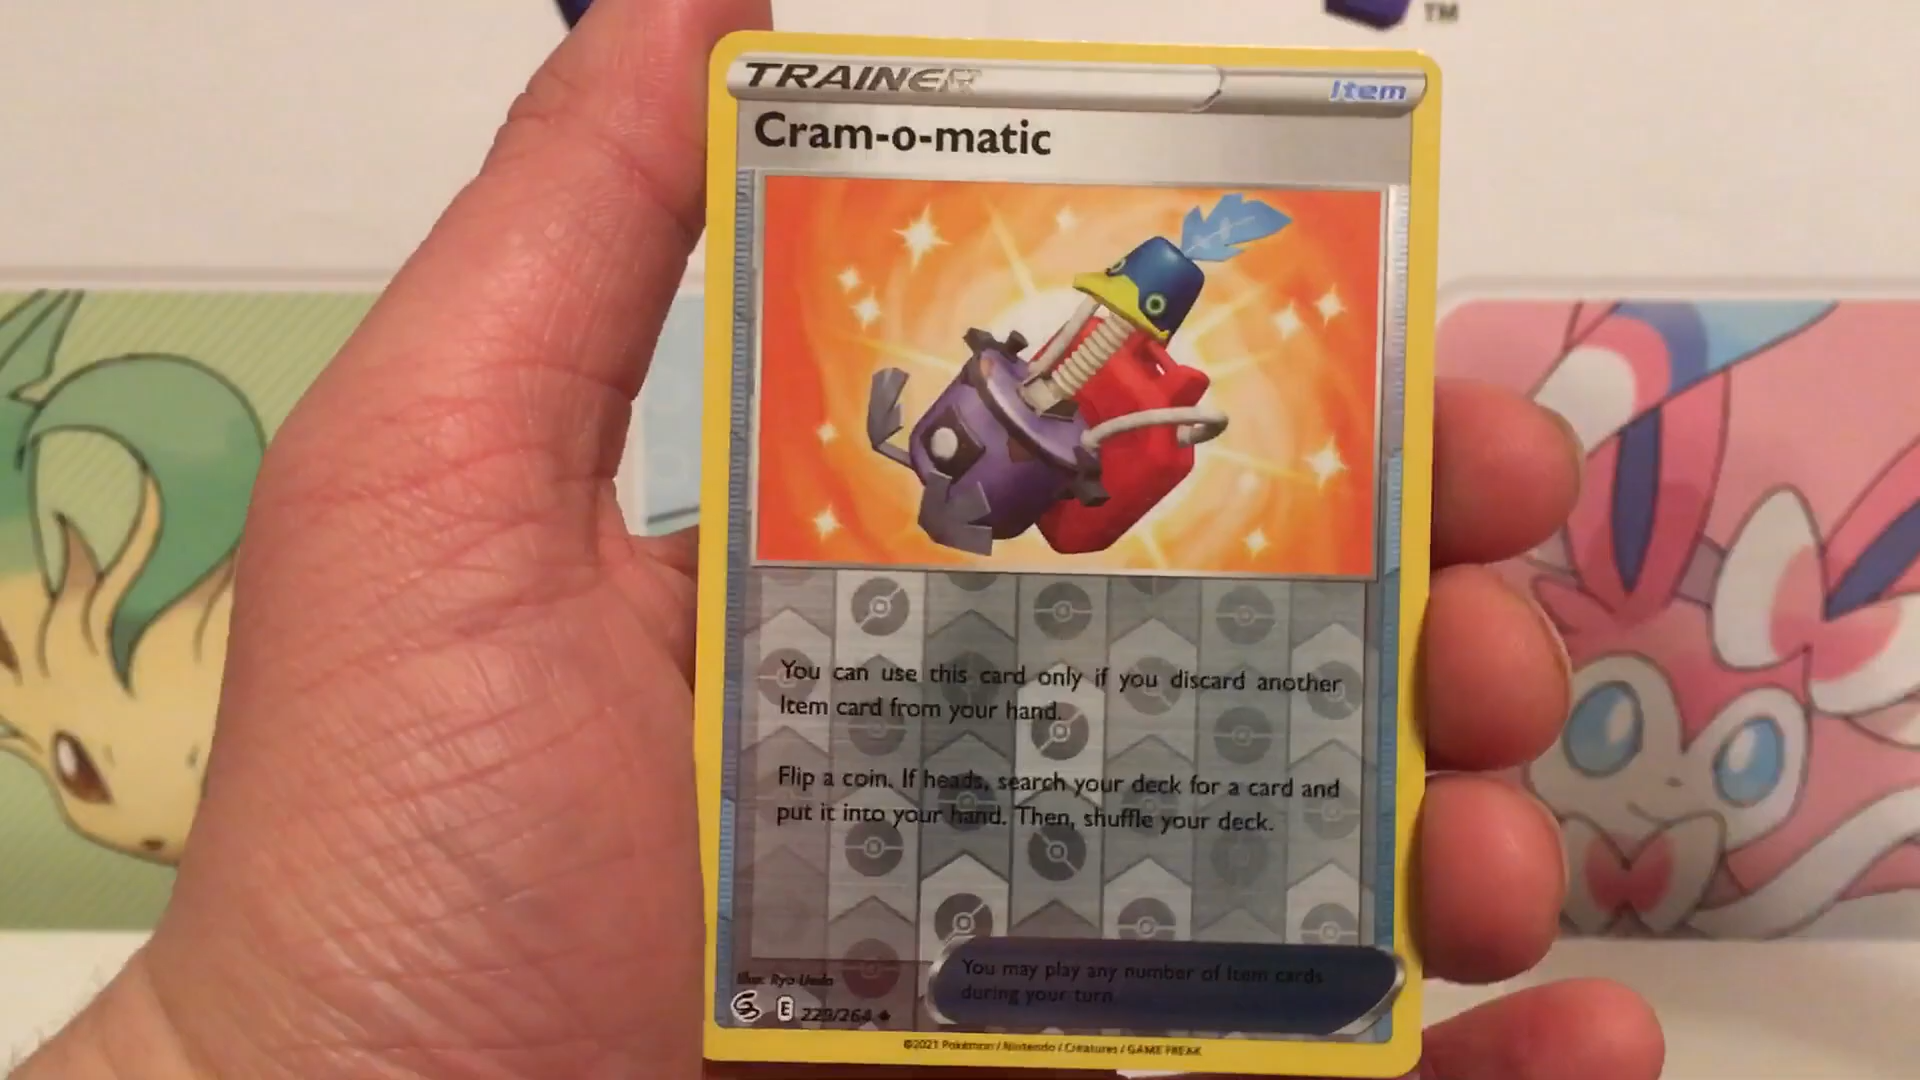 TM
TRAINER
Item
Cram-o-matic
You can use this card only if you discard another
Item card from your hand.
Flip a coin. If heads, search your deck for a card and
put it into your hand. Then, shuffle your deck.
You may play any number of Item cards
during your turn.
Illus. Ryo Ueda
E 229/264
©2021 Pokémon / Nintendo / Creatures / GAME FREAK